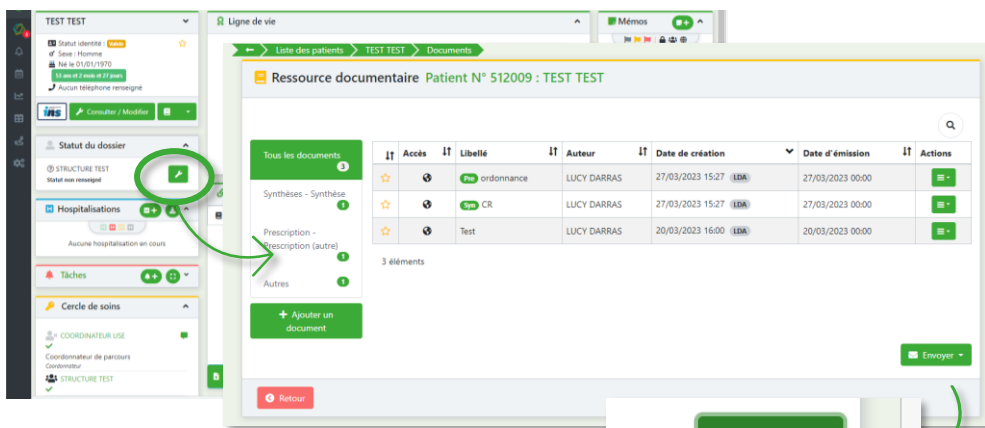 TEST TEST
Statut identité : Validé
Sexe : Homme
Né le 01/01/1970
53 ans et 2 mois et 27 jours
Aucun téléphone renseigné
ins
Consulter / Modifier
Statut du dossier
STRUCTURE TEST
Statut non renseigné
Hospitalisations
Aucune hospitalisation en cours
Tâches
Cercle de soins
COORDINATEUR USE
Coordonnateur de parcours
Coordonnateur
STRUCTURE TEST
Ligne de vie
Mémos
Liste des patients TEST TEST Documents
Ressource documentaire Patient N° 512009 : TEST TEST
Tous les documents
3
Synthèses - Synthèse
1
Prescription -
Prescription (autre)
1
Autres 1
+ Ajouter un
document
Accès Libellé Auteur Date de création Date d'émission Actions
Pre ordonnance LUCY DARRAS 27/03/2023 15:27 LDA 27/03/2023 00:00
Syn CR LUCY DARRAS 27/03/2023 15:27 LDA 27/03/2023 00:00
Test LUCY DARRAS 20/03/2023 16:00 LDA 20/03/2023 00:00
3 éléments
Envoyer
Retour